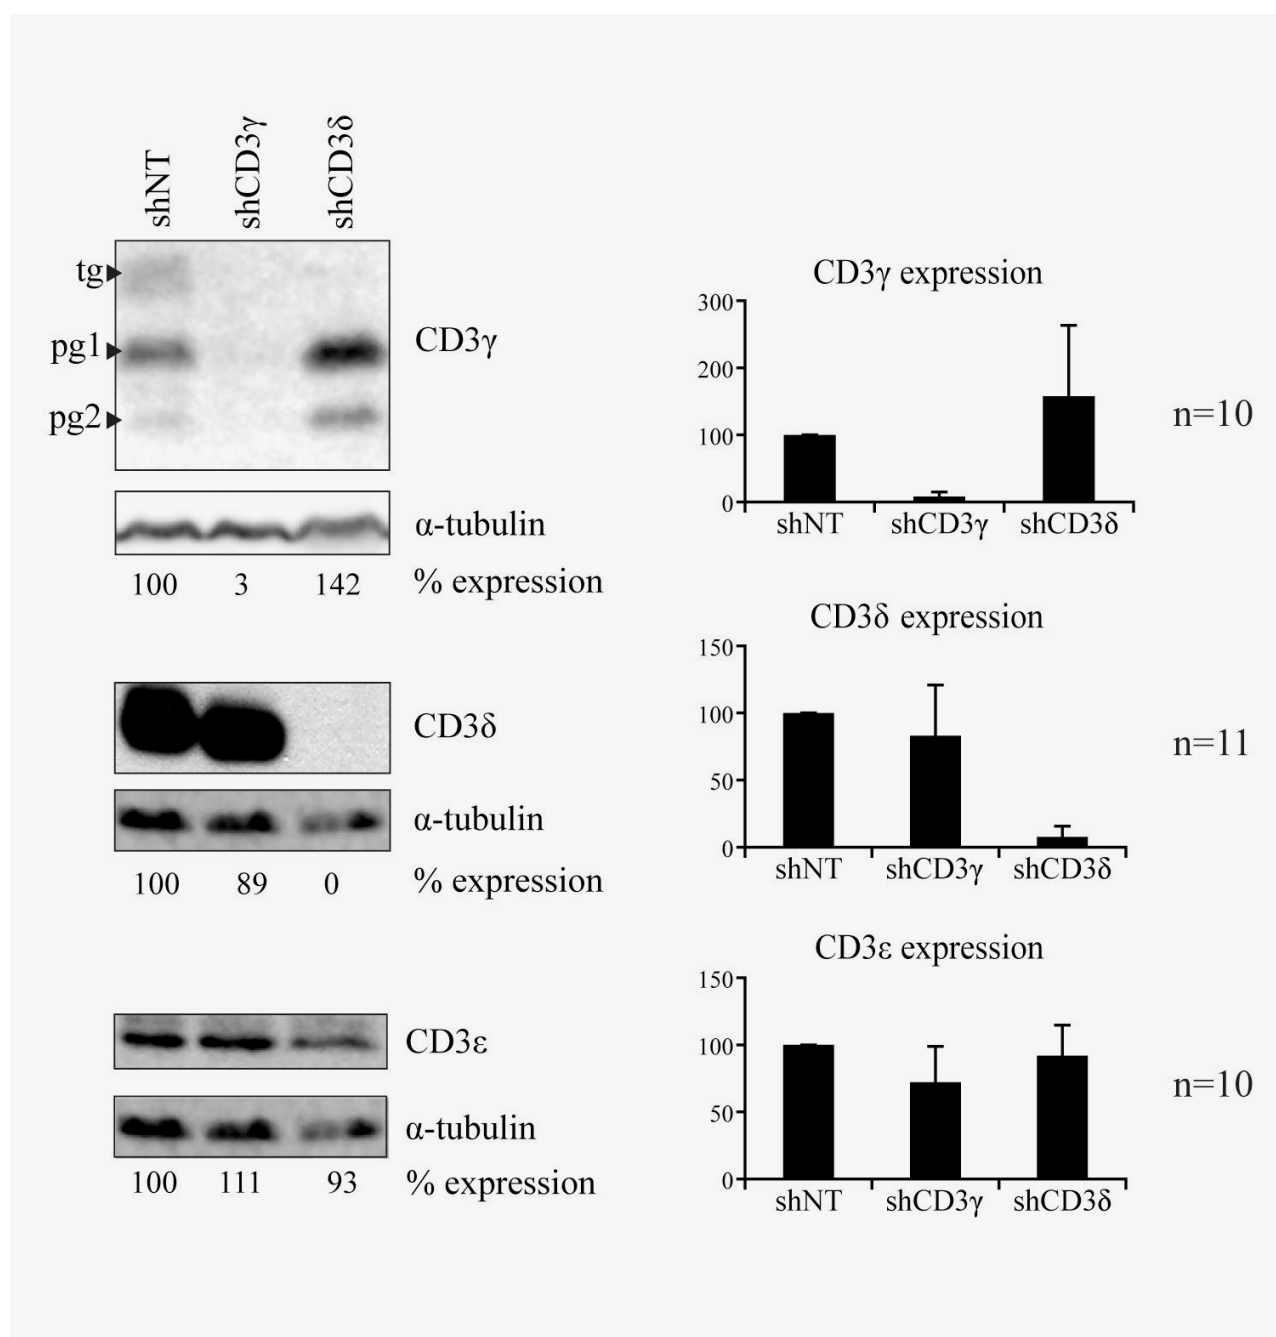 shNT
shCD3γ
shCD3δ
tg
pg1
pg2
CD3γ
α-tubulin
100 3 142 % expression
CD3δ
α-tubulin
100 89 0 % expression
CD3ε
α-tubulin
100 111 93 % expression
CD3γ expression
300
200
100
0
shNT shCD3γ shCD3δ
n=10
CD3δ expression
150
100
50
0
shNT shCD3γ shCD3δ
n=11
CD3ε expression
150
100
50
0
shNT shCD3γ shCD3δ
n=10